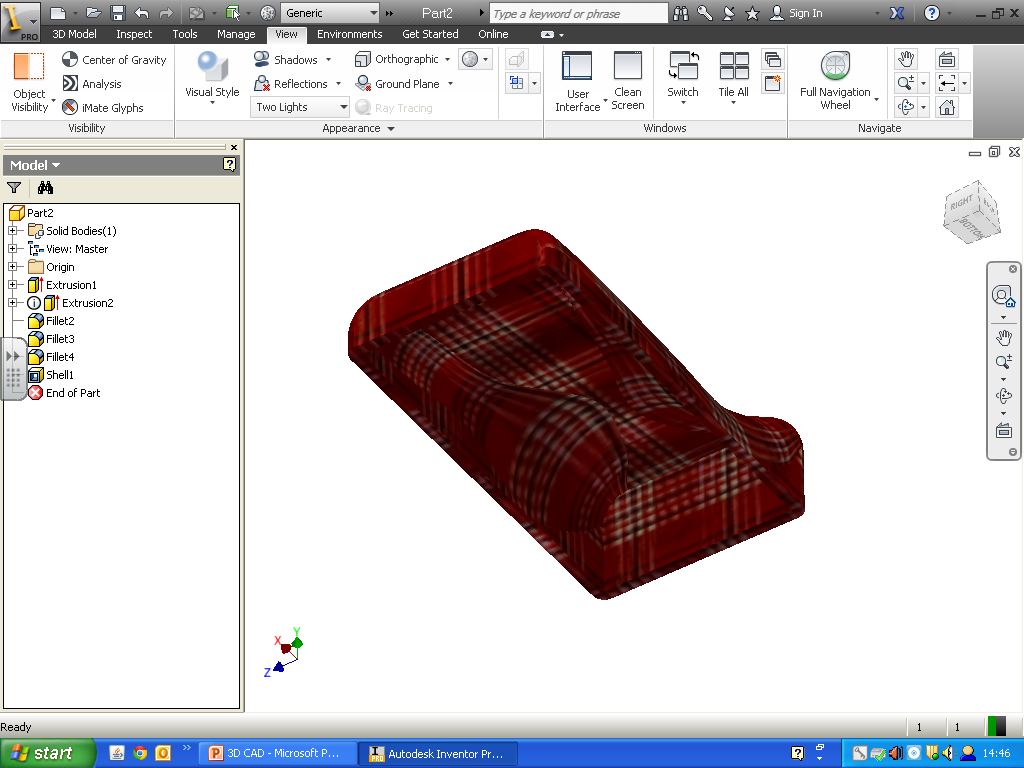 PRO
Generic
Part2
Type a keyword or phrase
Sign In
3D Model Inspect Tools Manage View Environments Get Started Online
Object Visibility
Center of Gravity
Analysis
iMate Glyphs
Visibility
Visual Style
Shadows
Reflections
Two Lights
Orthographic
Ground Plane
Ray Tracing
Appearance
User Interface
Clean Screen
Switch
Tile All
Windows
Full Navigation Wheel
Navigate
Model
Part2
Solid Bodies(1)
View: Master
Origin
Extrusion1
Extrusion2
Fillet2
Fillet3
Fillet4
Shell1
End of Part
RIGHT
BOTTOM
X
Y
Z
Ready
1 1
start
3D CAD - Microsoft P...
Autodesk Inventor Pr...
14:46